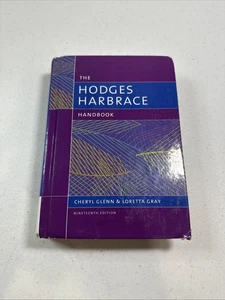 THE
HODGES
HARBRACE
HANDBOOK
CHERYL GLENN & LORETTA GRAY
NINETEENTH EDITION